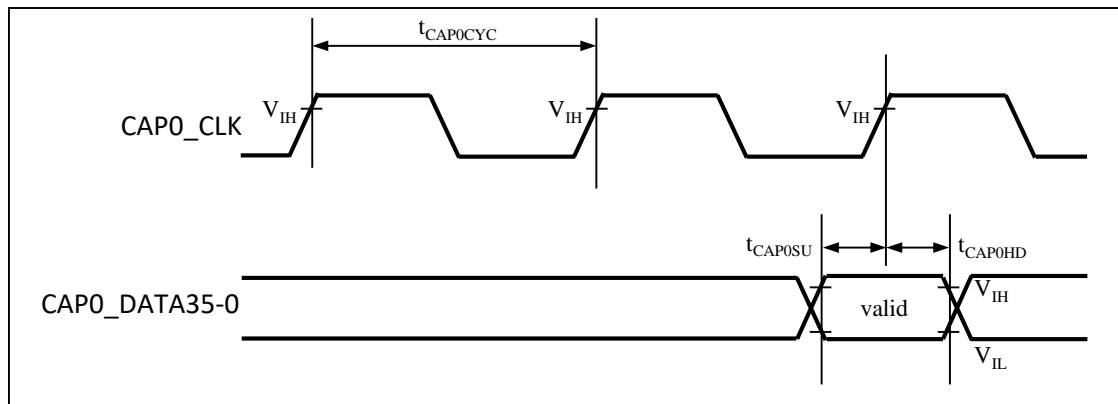 tCAP0CYC
CAP0_CLK
VIH
VIH
VIH
tCAP0SU
tCAP0HD
CAP0_DATA35-0
valid
VIH
VIL